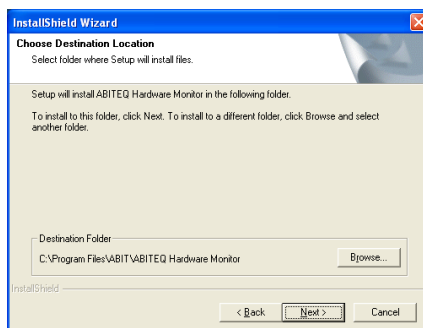 InstallShield Wizard
Choose Destination Location
Select folder where Setup will install files.
Setup will install ABITEQ Hardware Monitor in the following folder.
To install to this folder, click Next. To install to a different folder, click Browse and select
another folder.
Destination Folder
C:\Program Files\ABIT\ABITEQ Hardware Monitor
Browse...
InstallShield
< Back
Next >
Cancel